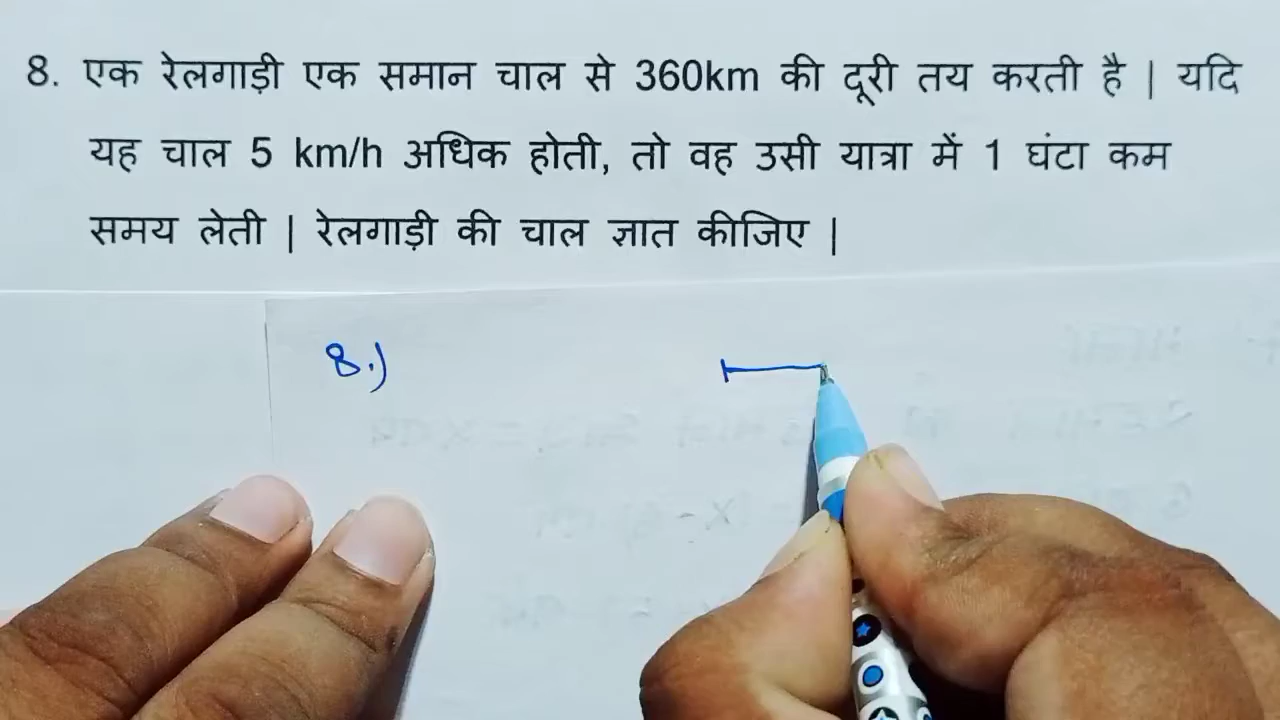 8. एक रेलगाड़ी एक समान चाल से 360km की दूरी तय करती है | यदि
यह चाल 5 km/h अधिक होती, तो वह उसी यात्रा में 1 घंटा कम
समय लेती | रेलगाड़ी की चाल ज्ञात कीजिए |
8.)